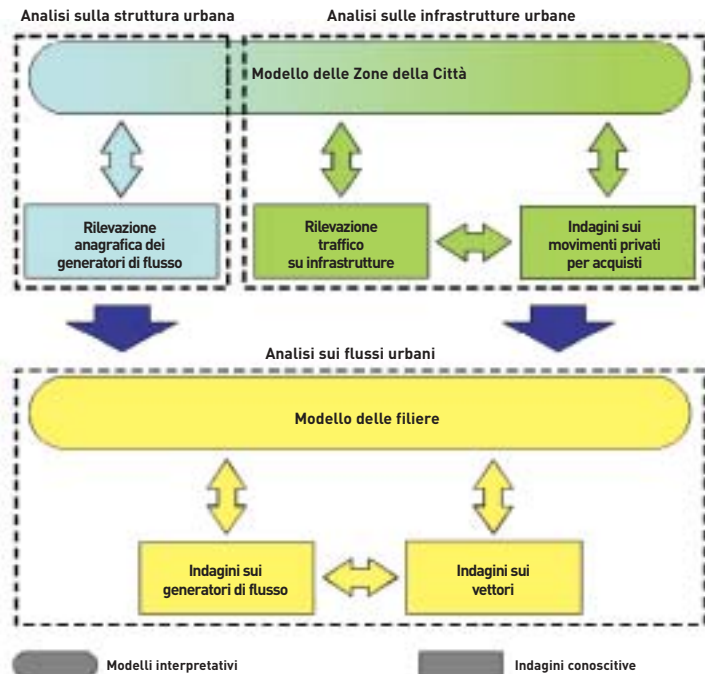 Analisi sulla struttura urbana
Analisi sulle infrastrutture urbane
Modello delle Zone della Città
Rilevazione
anagrafica dei
generatori di flusso
Rilevazione
traffico
su infrastrutture
Indagini sui
movimenti privati
per acquisti
Analisi sui flussi urbani
Modello delle filiere
Indagini sui
generatori di flusso
Indagini sui
vettori
Modelli interpretativi
Indagini conoscitive